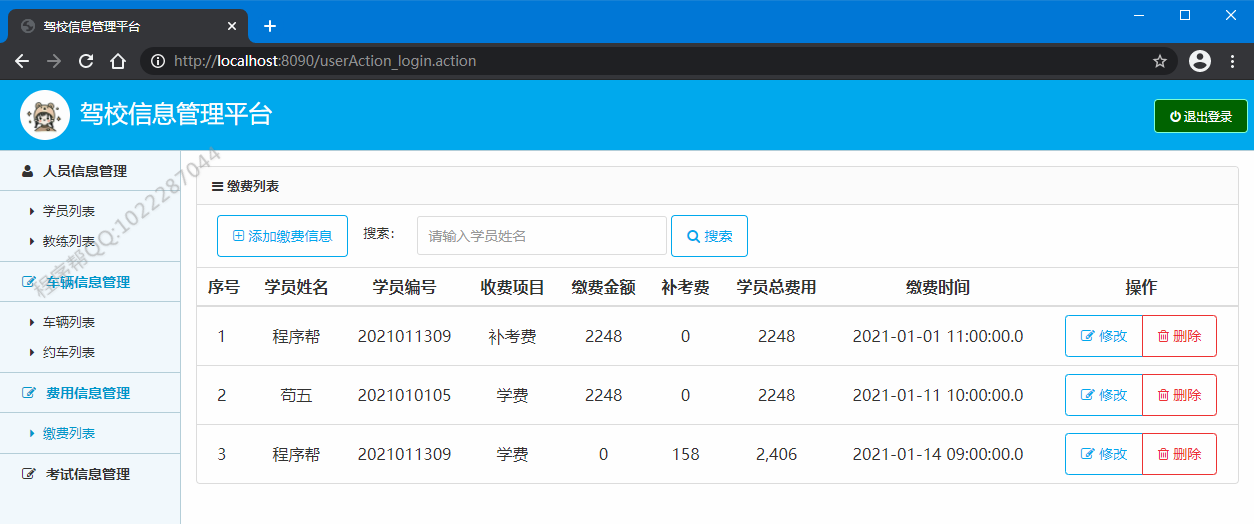 驾校信息管理平台
http://localhost:8090/userAction_login.action
驾校信息管理平台
退出登录
人员信息管理
学员列表
教练列表
车辆信息管理
车辆列表
约车列表
费用信息管理
缴费列表
考试信息管理
程序帮QQ:1022287044
缴费列表
添加缴费信息 搜索: 请输入学员姓名 搜索
序号 学员姓名 学员编号 收费项目 缴费金额 补考费 学员总费用 缴费时间 操作
1 程序帮 2021011309 补考费 2248 0 2248 2021-01-01 11:00:00.0 修改 删除
2 苟五 2021010105 学费 2248 0 2248 2021-01-11 10:00:00.0 修改 删除
3 程序帮 2021011309 学费 0 158 2,406 2021-01-14 09:00:00.0 修改 删除